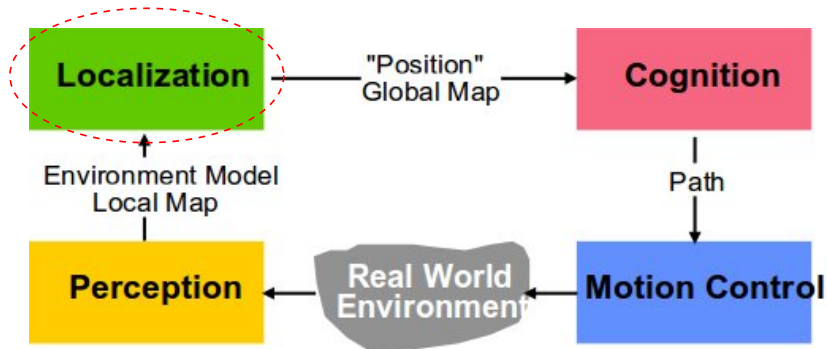 Localization
"Position"
Global Map
Cognition
Environment Model
Local Map
Path
Perception
Real World
Environment
Motion Control